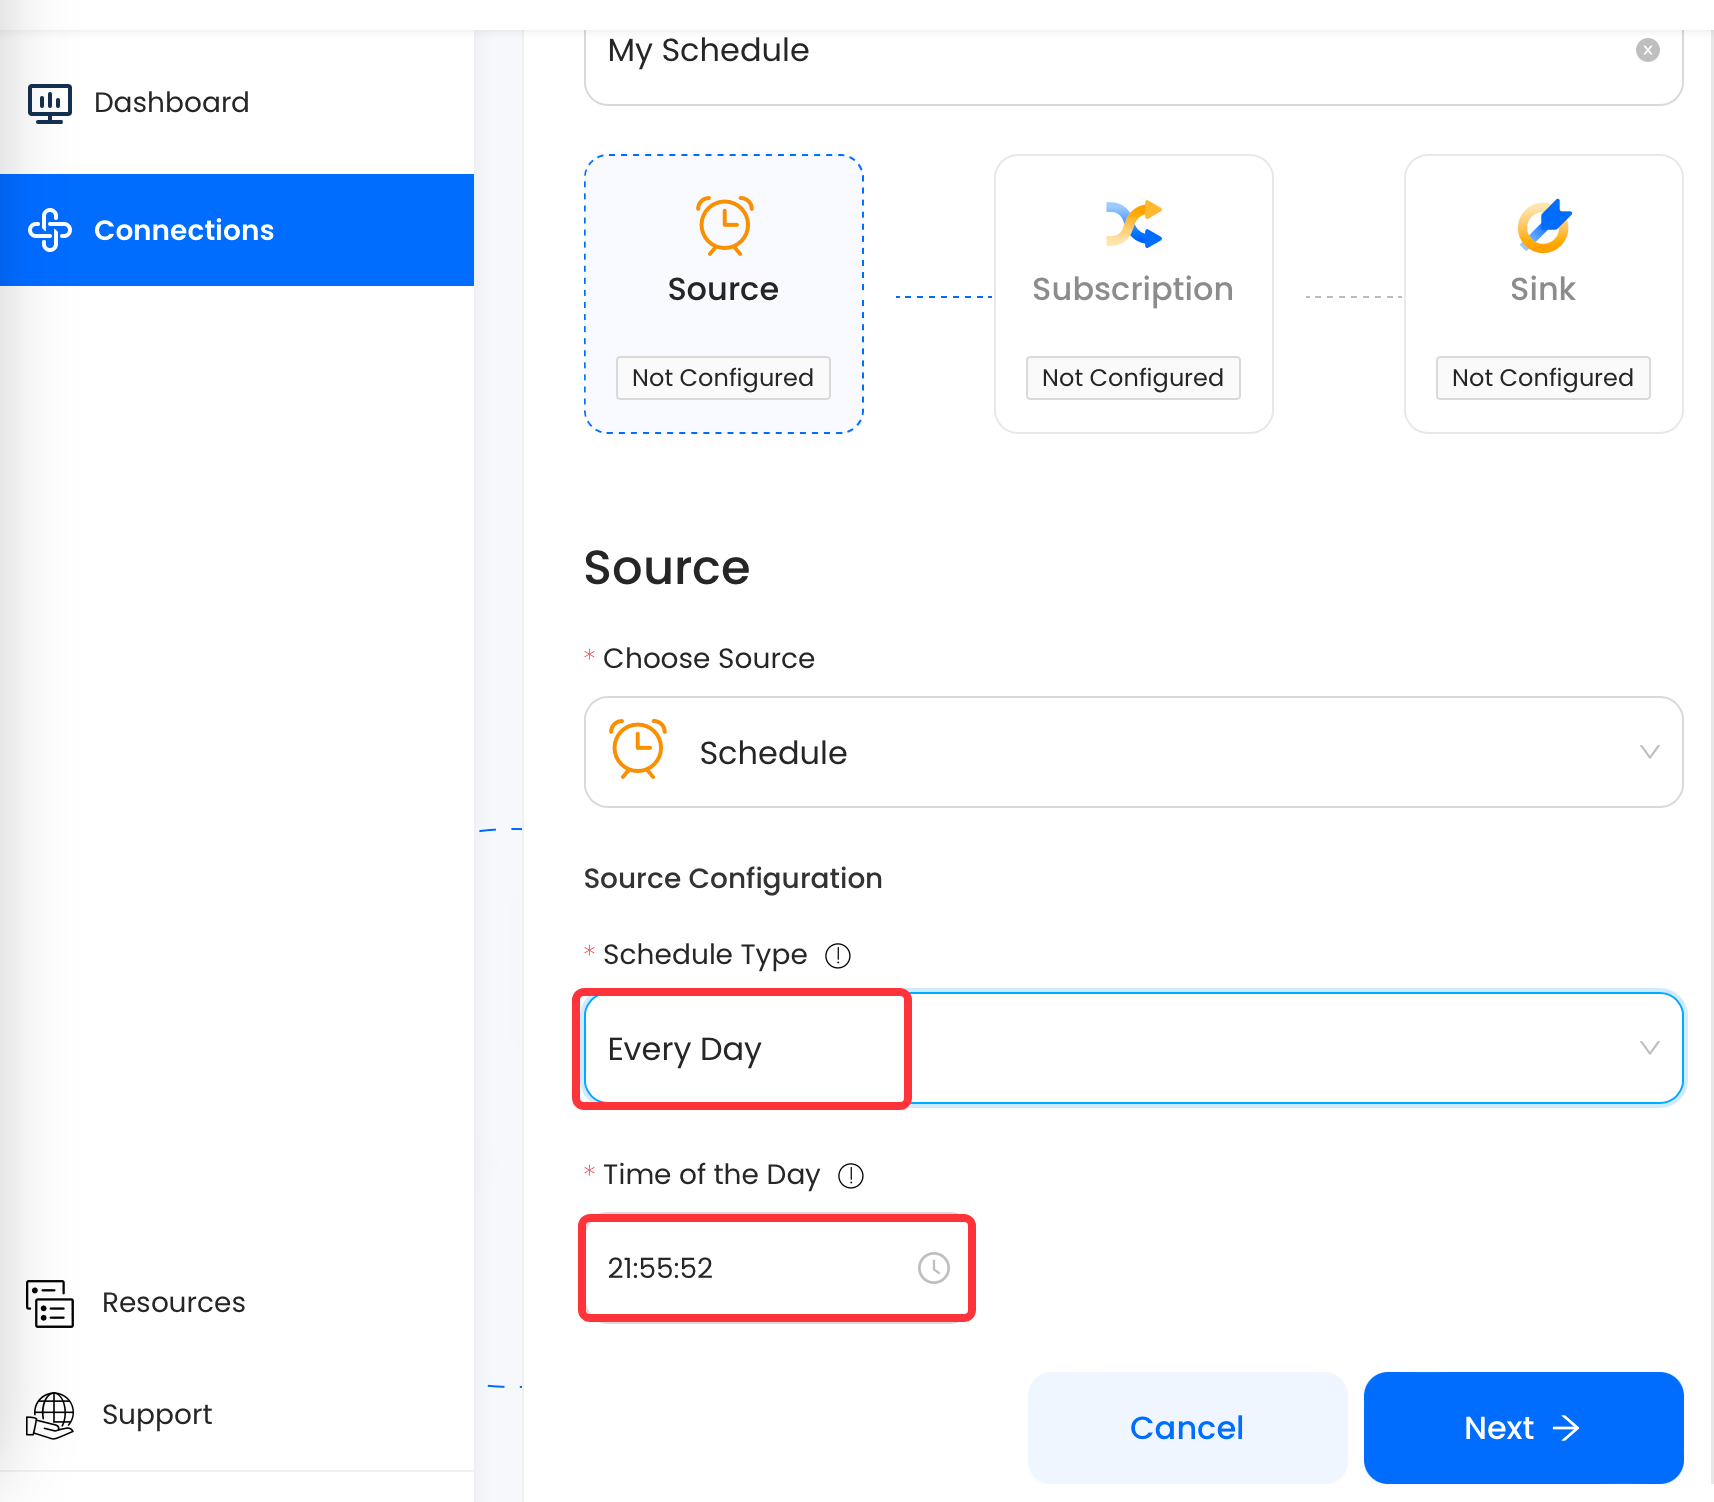 My Schedule
Dashboard
Connections
Source
Subscription
Sink
Not Configured
Not Configured
Not Configured
Source
* Choose Source
Schedule
Source Configuration
* Schedule Type
Every Day
* Time of the Day
21:55:52
Resources
Support
Cancel
Next →